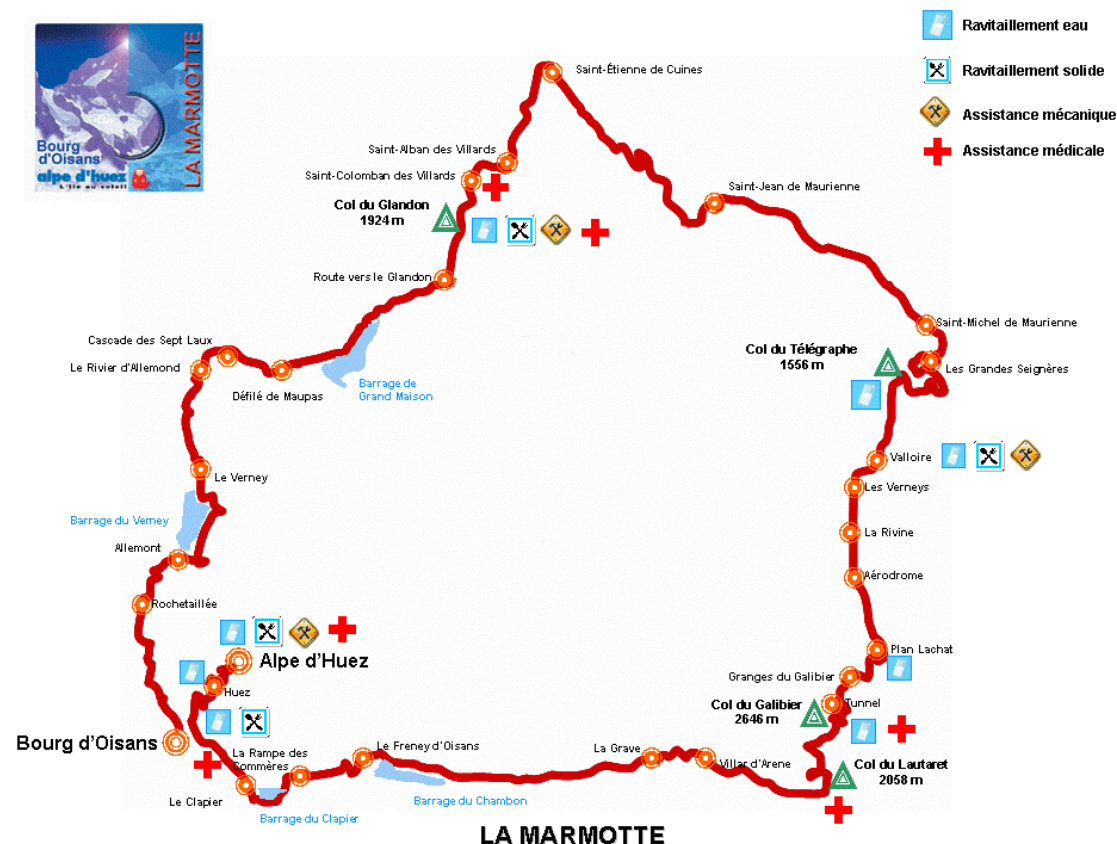 Bourg
d'Oisans
alpe d'huez
L'île au soleil
LA MARMOTTE
Ravitaillement eau
Ravitaillement solide
Assistance mécanique
Assistance médicale
Saint-Étienne de Cuines
Saint-Alban des Villards
Saint-Colomban des Villards
Col du Glandon
1924 m
Saint-Jean de Maurienne
Route vers le Glandon
Saint-Michel de Maurienne
Cascade des Sept Laux
Le Rivier d'Allemond
Défilé de Maupas
Barrage de
Grand Maison
Col du Télégraphe
1556 m
Les Grandes Seignères
Valloire
Le Verney
Les Verneys
Barrage du Verney
La Rivine
Allemont
Aérodrome
Rochetaillée
Alpe d'Huez
Plan Lachat
Huez
Granges du Galibier
Tunnel
Col du Galibier
2646 m
Bourg d'Oisans
La Rampe des
Commères
Le Freney d'Oisans
La Grave
Villar d'Arene
Col du Lautaret
2058 m
Le Clapier
Barrage du Chambon
Barrage du Clapier
LA MARMOTTE